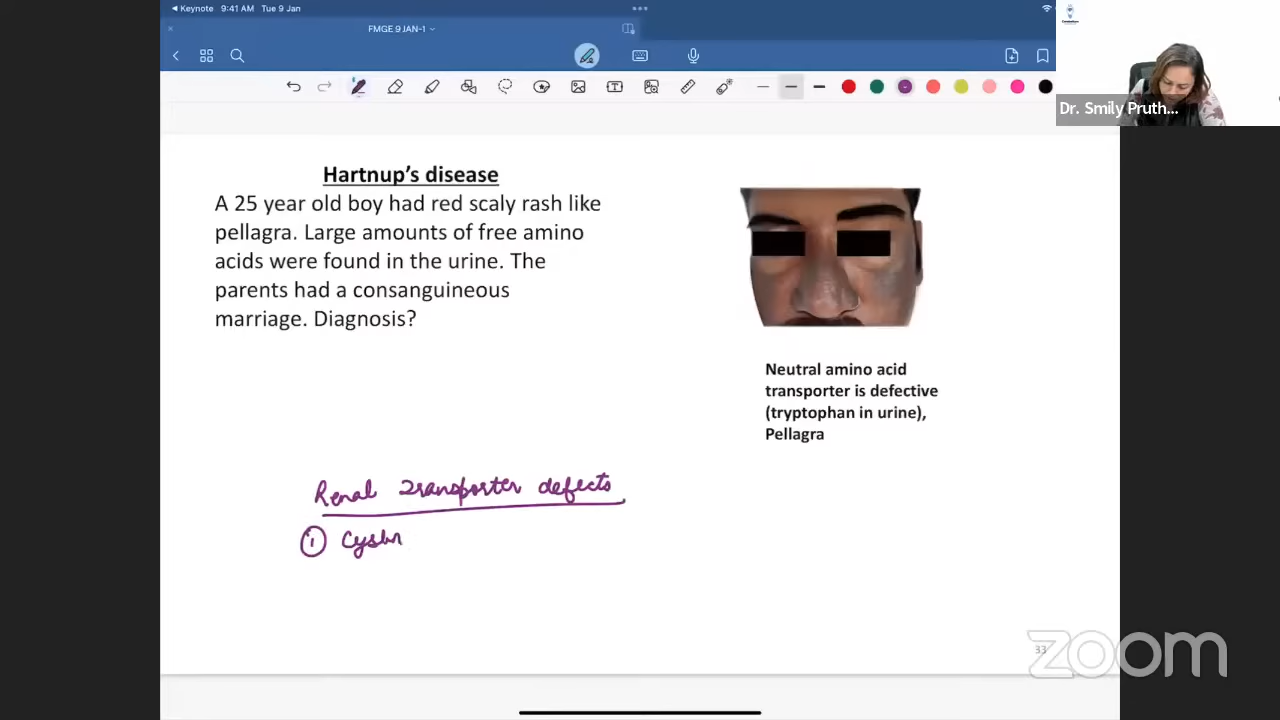 Keynote 9:41 AM Tue 9 Jan
FMGE 9 JAN-1
Dr. Smily Pruth...
Hartnup's disease
A 25 year old boy had red scaly rash like
pellagra. Large amounts of free amino
acids were found in the urine. The
parents had a consanguineous
marriage. Diagnosis?
Neutral amino acid
transporter is defective
(tryptophan in urine),
Pellagra
Renal Transporter defects
1 Cystin
33
zoom